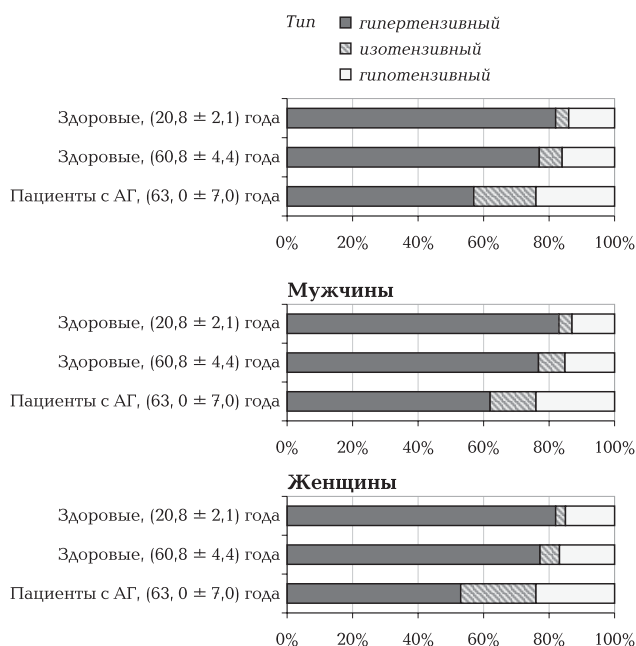 Тип гипертензивный
изотензивный
гипотензивный
Здоровые, (20,8 ± 2,1) года
Здоровые, (60,8 ± 4,4) года
Пациенты с АГ, (63, 0 ± 7,0) года
0% 20% 40% 60% 80% 100%
Мужчины
Здоровые, (20,8 ± 2,1) года
Здоровые, (60,8 ± 4,4) года
Пациенты с АГ, (63, 0 ± 7,0) года
0% 20% 40% 60% 80% 100%
Женщины
Здоровые, (20,8 ± 2,1) года
Здоровые, (60,8 ± 4,4) года
Пациенты с АГ, (63, 0 ± 7,0) года
0% 20% 40% 60% 80% 100%